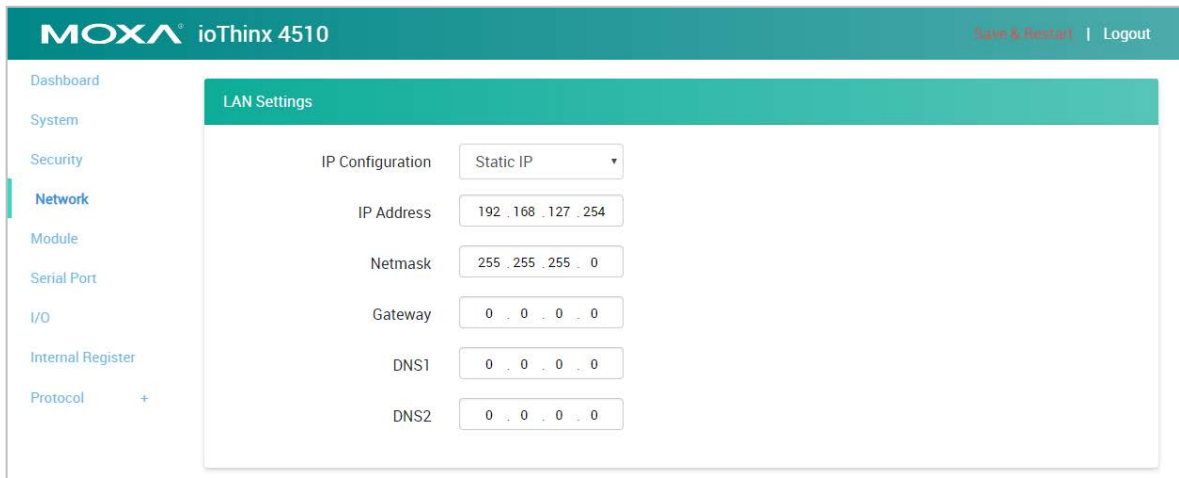 MOXA® ioThinx 4510 Save & Restart | Logout
Dashboard
System
Security
Network
Module
Serial Port
I/O
Internal Register
Protocol +
LAN Settings
IP Configuration Static IP
IP Address 192 . 168 . 127 . 254
Netmask 255 . 255 . 255 . 0
Gateway 0 . 0 . 0 . 0
DNS1 0 . 0 . 0 . 0
DNS2 0 . 0 . 0 . 0